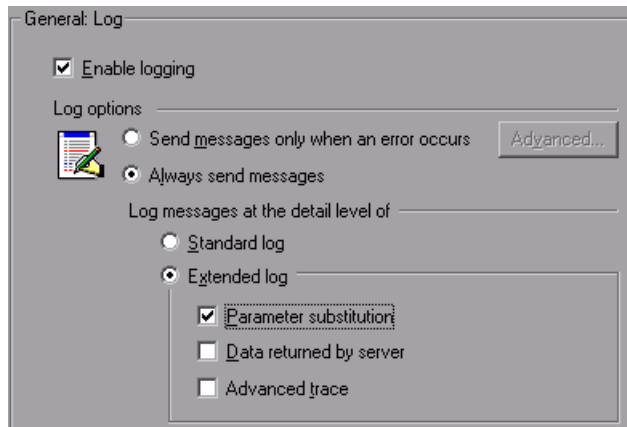 General: Log
Enable logging
Log options
Send messages only when an error occurs
Advanced...
Always send messages
Log messages at the detail level of
Standard log
Extended log
Parameter substitution
Data returned by server
Advanced trace